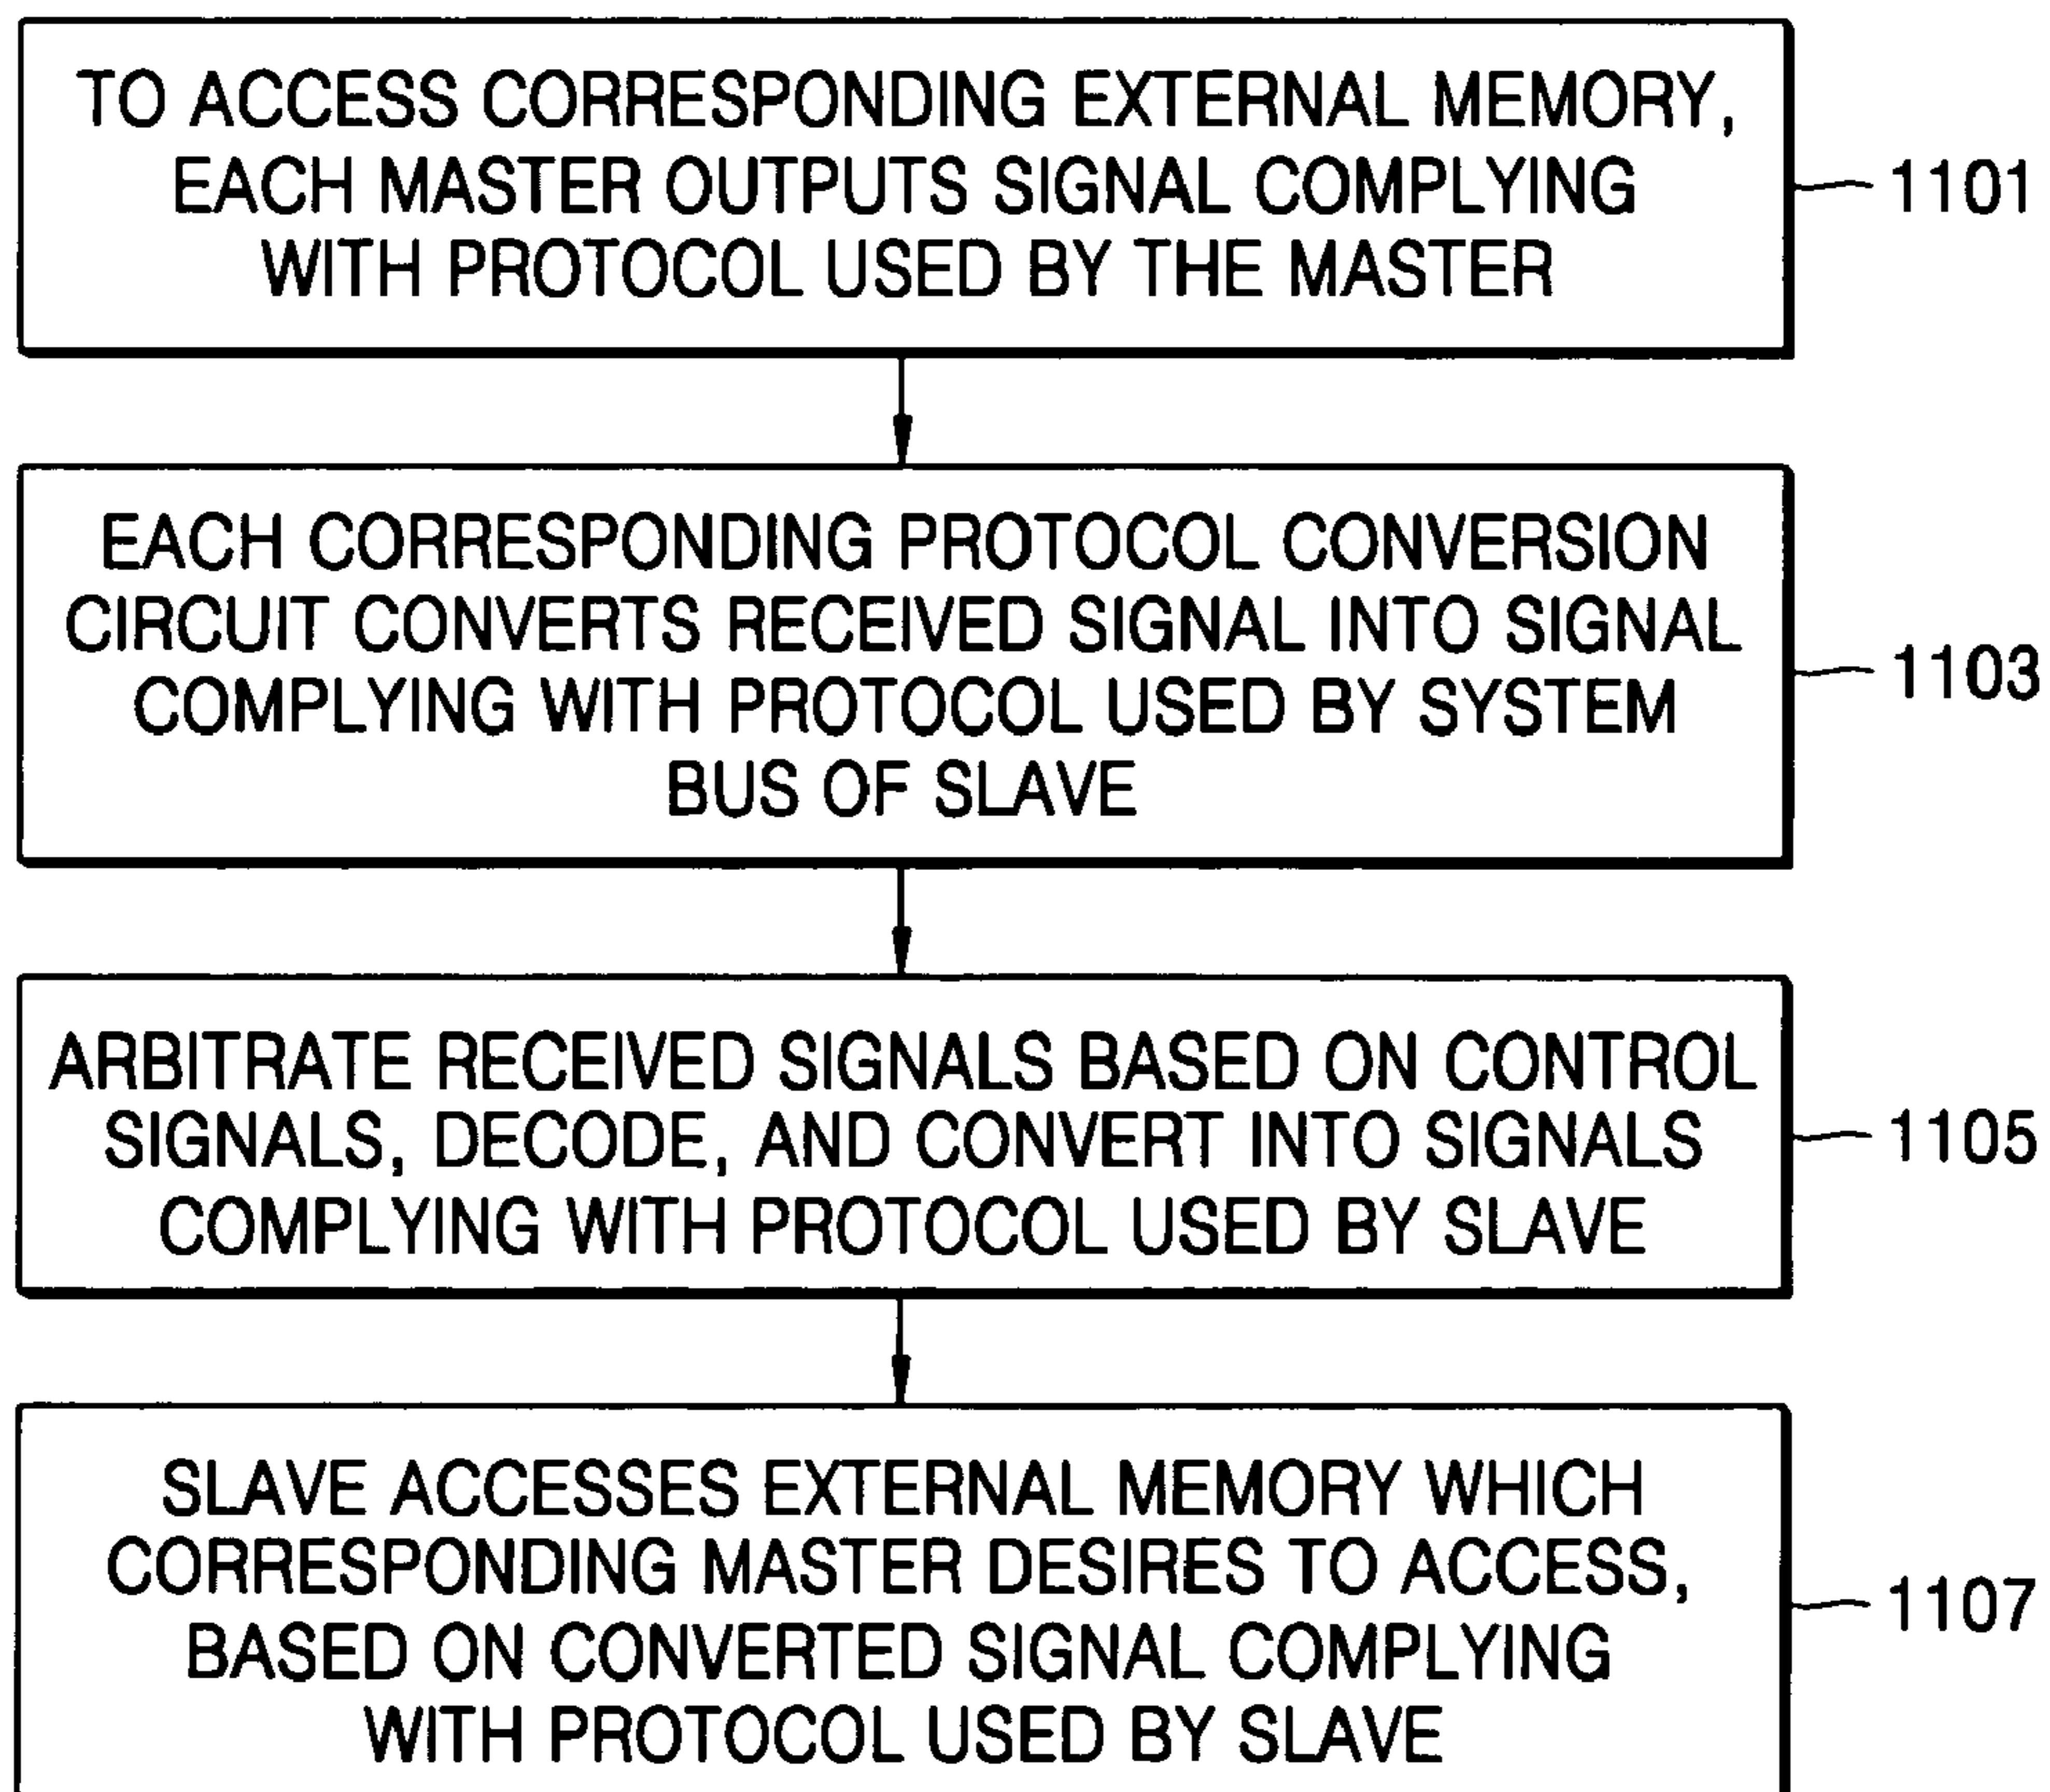 TO ACCESS CORRESPONDING EXTERNAL MEMORY,
EACH MASTER OUTPUTS SIGNAL COMPLYING
WITH PROTOCOL USED BY THE MASTER
1101
EACH CORRESPONDING PROTOCOL CONVERSION
CIRCUIT CONVERTS RECEIVED SIGNAL INTO SIGNAL
COMPLYING WITH PROTOCOL USED BY SYSTEM
BUS OF SLAVE
1103
ARBITRATE RECEIVED SIGNALS BASED ON CONTROL
SIGNALS, DECODE, AND CONVERT INTO SIGNALS
COMPLYING WITH PROTOCOL USED BY SLAVE
1105
SLAVE ACCESSES EXTERNAL MEMORY WHICH
CORRESPONDING MASTER DESIRES TO ACCESS,
BASED ON CONVERTED SIGNAL COMPLYING
WITH PROTOCOL USED BY SLAVE
1107